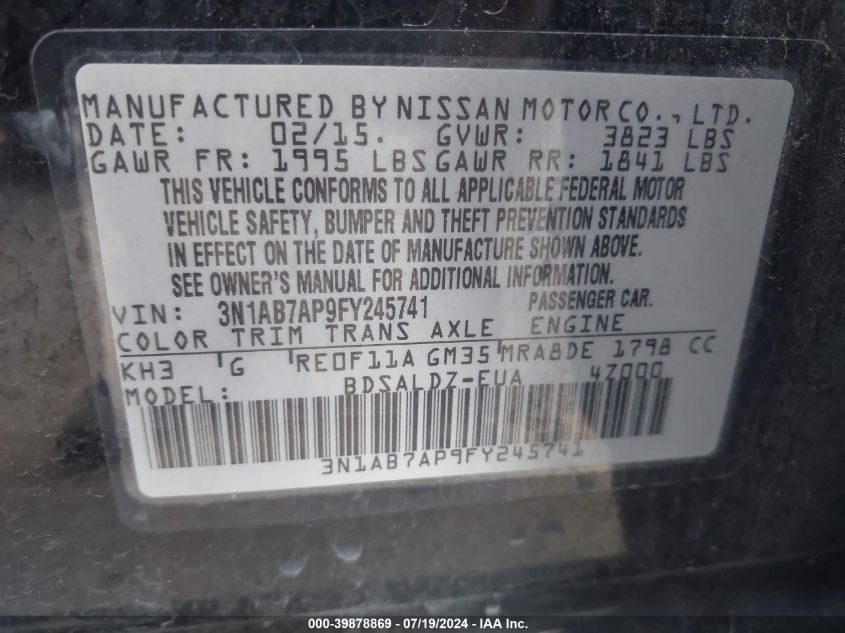 MANUFACTURED BY NISSAN MOTOR CO., LTD.
DATE: 02/15. GVWR: 3823 LBS
GAWR FR: 1995 LBS GAWR RR: 1841 LBS
THIS VEHICLE CONFORMS TO ALL APPLICABLE FEDERAL MOTOR
VEHICLE SAFETY, BUMPER AND THEFT PREVENTION STANDARDS
IN EFFECT ON THE DATE OF MANUFACTURE SHOWN ABOVE.
SEE OWNER'S MANUAL FOR ADDITIONAL INFORMATION.
VIN: 3N1AB7AP9FY245741 PASSENGER CAR.
COLOR TRIM TRANS AXLE ENGINE
KH3 G RE0F11A GM35 MRA8DE 1798 CC
MODEL: BDSALDZ-EUA 4Z000
3N1AB7AP9FY245741
000-39878869 / 07/19/2024 - IAA Inc.